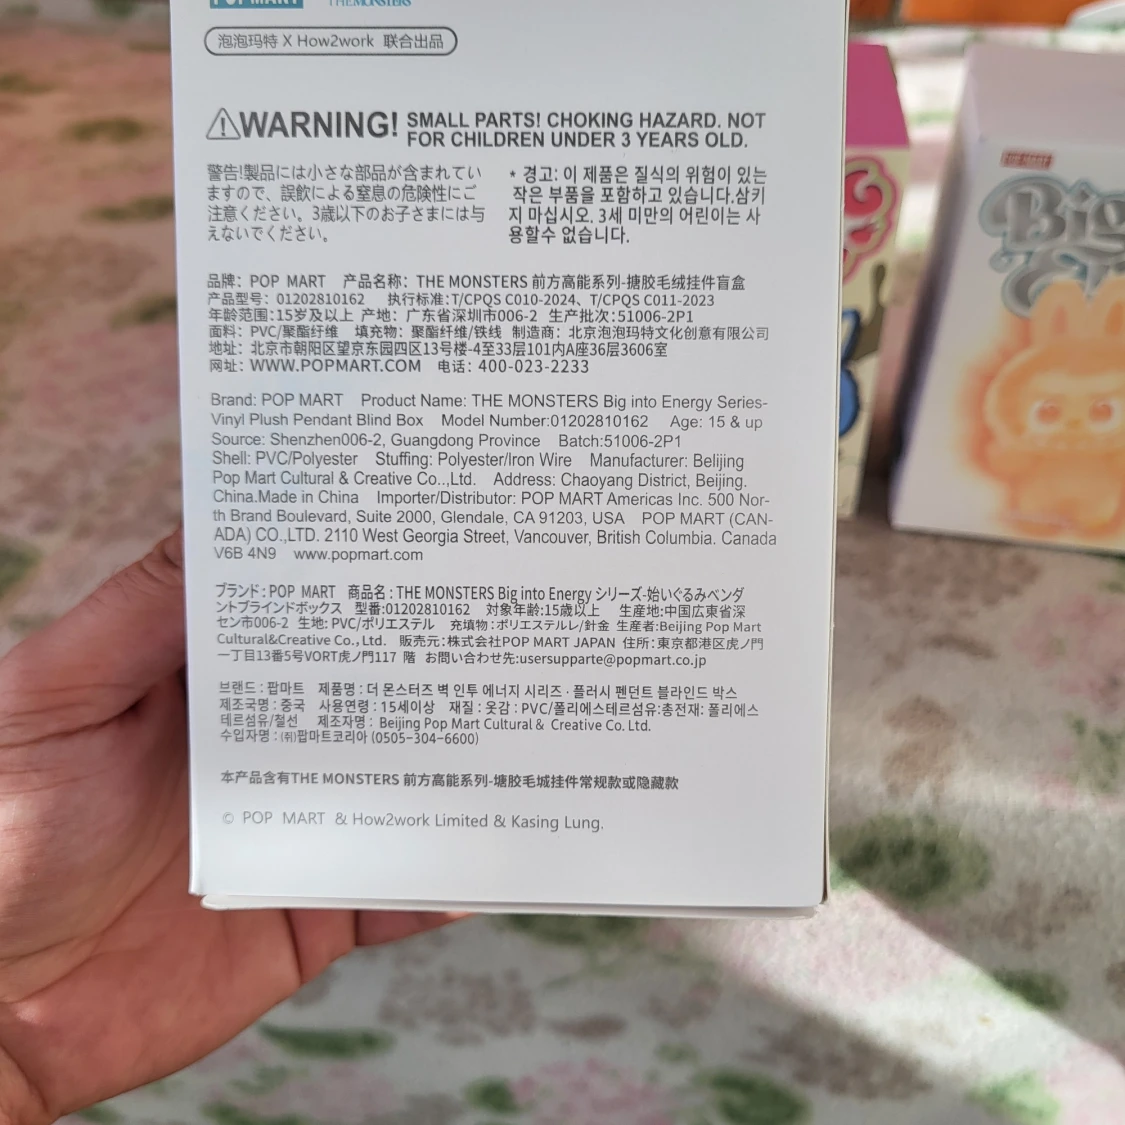 POP MART THE MONSTERS
泡泡玛特 X How2work 联合出品
WARNING! SMALL PARTS! CHOKING HAZARD. NOT
FOR CHILDREN UNDER 3 YEARS OLD.
警告!製品には小さな部品が含まれてい
ますので、誤飲による窒息の危険性にご
注意ください。3歳以下のお子さまには与
えないでください。
* 경고: 이 제품은 질식의 위험이 있는
작은 부품을 포함하고 있습니다.삼키
지 마십시오. 3세 미만의 어린이는 사
용할수 없습니다.
品牌：POP MART 产品名称：THE MONSTERS 前方高能系列-搪胶毛绒挂件盲盒
产品型号：01202810162 执行标准:T/CPQS C010-2024、T/CPQS C011-2023
年龄范围:15岁及以上 产地：广东省深圳市006-2 生产批次:51006-2P1
面料：PVC/聚酯纤维 填充物：聚酯纤维/铁线 制造商：北京泡泡玛特文化创意有限公司
地址：北京市朝阳区望京东园四区13号楼-4至33层101内A座36层3606室
网址：WWW.POPMART.COM 电话：400-023-2233
Brand: POP MART Product Name: THE MONSTERS Big into Energy Series-
Vinyl Plush Pendant Blind Box Model Number:01202810162 Age: 15 & up
Source: Shenzhen006-2, Guangdong Province Batch:51006-2P1
Shell: PVC/Polyester Stuffing: Polyester/Iron Wire Manufacturer: Belijing
Pop Mart Cultural & Creative Co.,.Ltd. Address: Chaoyang District, Beijing.
China.Made in China Importer/Distributor: POP MART Americas Inc. 500 Nor-
th Brand Boulevard, Suite 2000, Glendale, CA 91203, USA POP MART (CAN-
ADA) CO.,LTD. 2110 West Georgia Street, Vancouver, British Columbia. Canada
V6B 4N9 www.popmart.com
ブランド:POP MART 商品名:THE MONSTERS Big into Energy シリーズ-始いぐるみペンダ
ントブラインドボックス 型番:01202810162 対象年齢:15歳以上 生産地:中国広東省深
セン市006-2 生地:PVC/ポリエステル 充填物:ポリエステルレ/針金 生産者:Beijing Pop Mart
Cultural&Creative Co., Ltd. 販売元:株式会社POP MART JAPAN 住所:東京都港区虎ノ門
一丁目13番5号VORT虎ノ門117 階 お問い合わせ先:usersupparte@popmart.co.jp
브랜드:팝마트 제품명:더 몬스터즈 벽 인투 에너지 시리즈·플러시 펜던트 블라인드 박스
제조국명:중국 사용연령:15세이상 재질:옷감:PVC/폴리에스테르섬유:총전재: 폴리에스
테르섬유/철선 제조자명: Beijing Pop Mart Cultural & Creative Co. Ltd.
수입자명:㈜팝마트코리아 (0505-304-6600)
本产品含有THE MONSTERS 前方高能系列-塘胶毛城挂件常规款或隐藏款
© POP MART & How2work Limited & Kasing Lung.
POP MART
Big